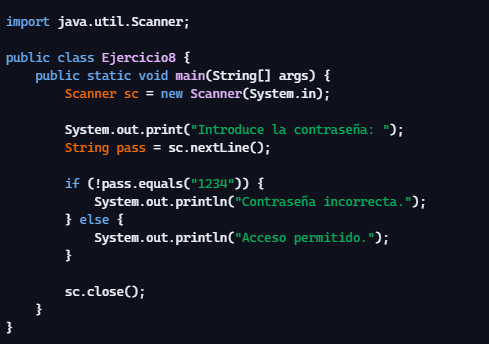 import java.util.Scanner;
public class Ejercicio8 {
public static void main(String[] args) {
Scanner sc = new Scanner(System.in);
System.out.print("Introduce la contraseña: ");
String pass = sc.nextLine();
if (!pass.equals("1234")) {
System.out.println("Contraseña incorrecta.");
} else {
System.out.println("Acceso permitido.");
}
sc.close();
}
}